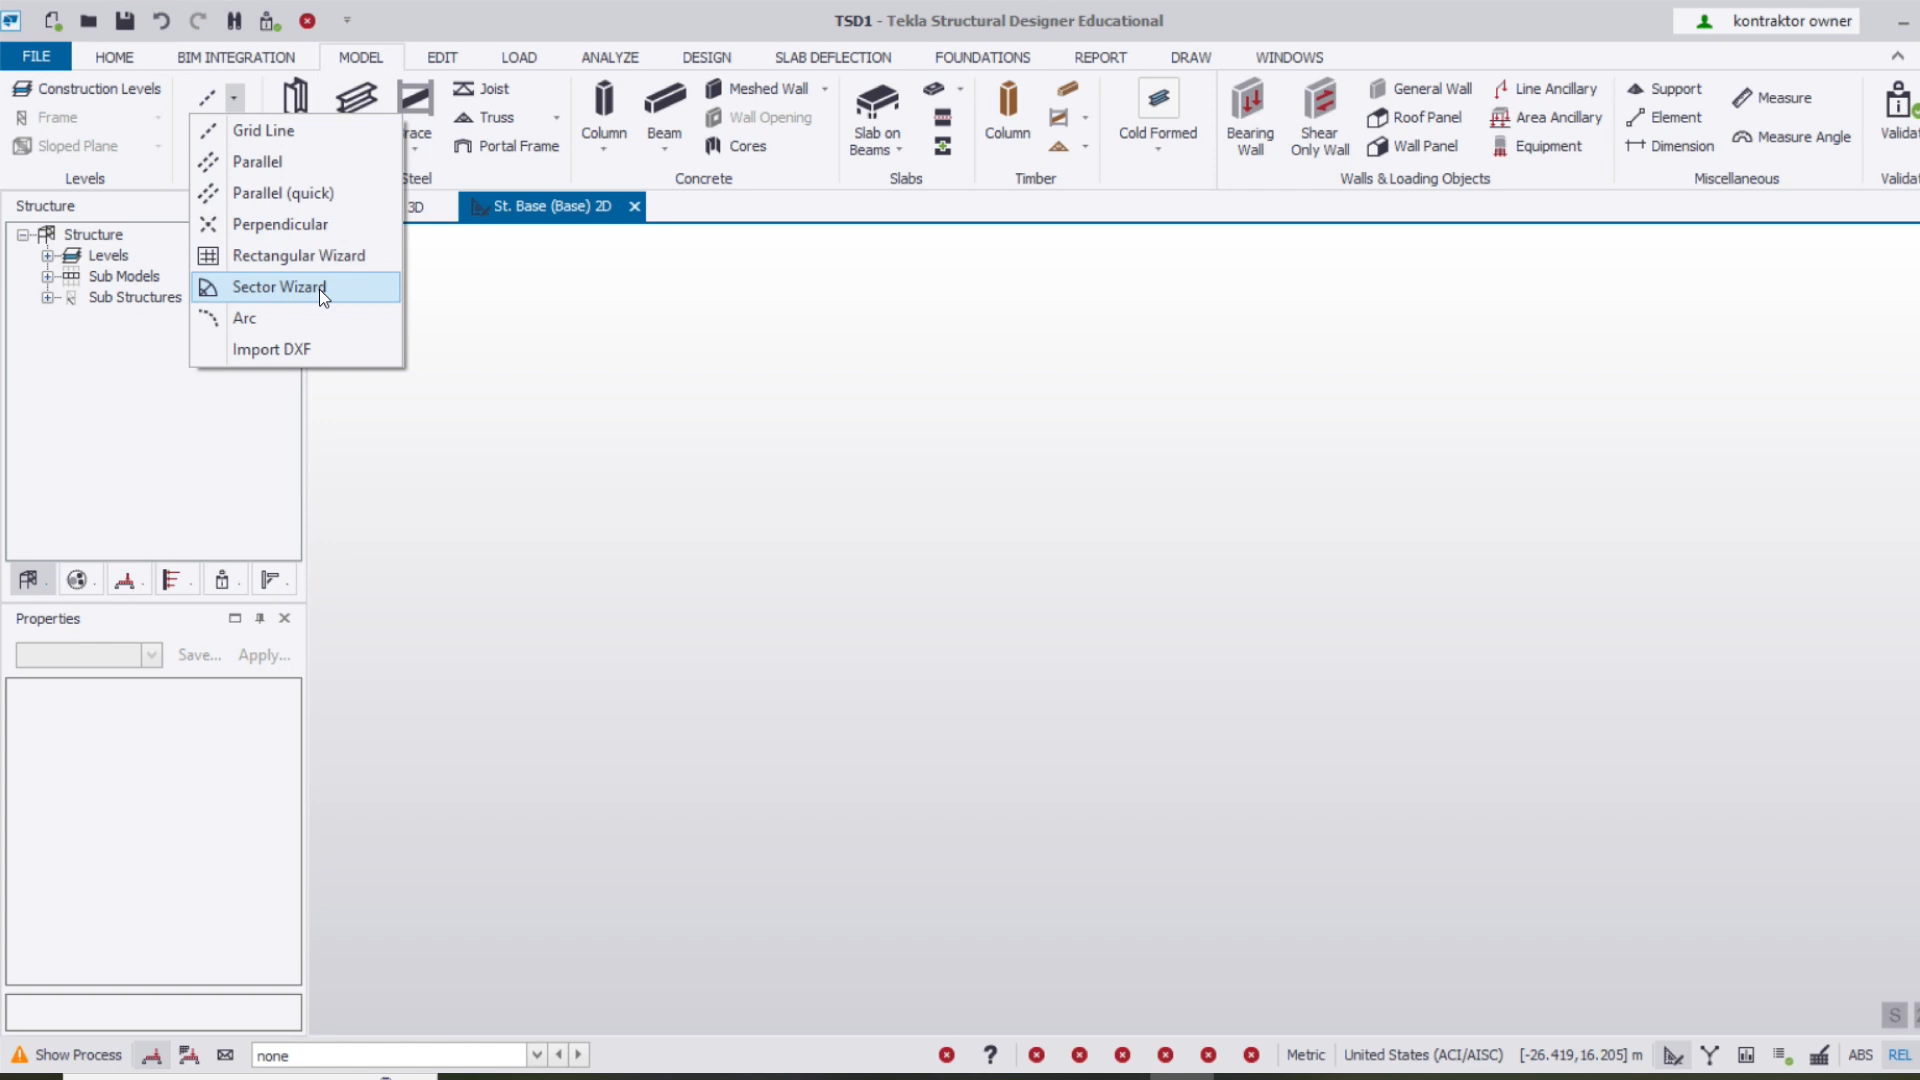 TSD1 - Tekla Structural Designer Educational
kontraktor owner
FILE HOME BIM INTEGRATION MODEL EDIT LOAD ANALYZE DESIGN SLAB DEFLECTION FOUNDATIONS REPORT DRAW WINDOWS
Construction Levels
Frame
Sloped Plane
Levels
Grid Line
Parallel
Parallel (quick)
Perpendicular
Rectangular Wizard
Sector Wizard
Arc
Import DXF
race
Joist
Truss
Portal Frame
Steel
Column
Beam
Meshed Wall
Wall Opening
Cores
Concrete
Slab on
Beams
Slabs
Column
Timber
Cold Formed
Bearing
Wall
Shear
Only Wall
General Wall
Roof Panel
Wall Panel
Line Ancillary
Area Ancillary
Equipment
Walls & Loading Objects
Support
Element
Dimension
Measure
Measure Angle
Miscellaneous
Validat
Validat
3D
St. Base (Base) 2D
Structure
Structure
Levels
Sub Models
Sub Structures
Properties
Save... Apply...
S
Show Process
none
Metric
United States (ACI/AISC)
[-26.419,16.205] m
ABS
REL